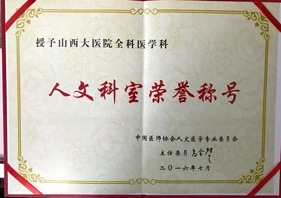 授予山西大医院全科医学科
人文科室荣誉称号
中国医师协会人文医学专业委员会
主任委员
二〇一六年七月